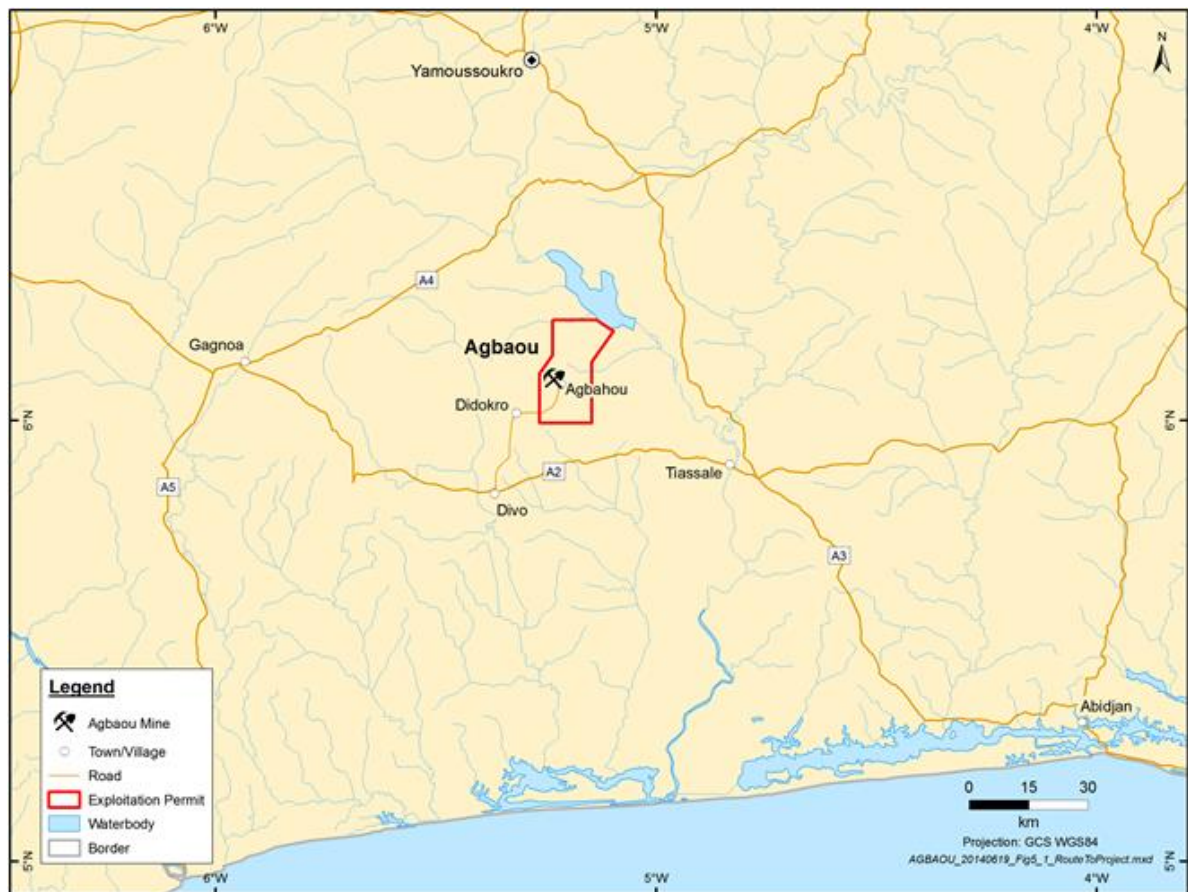 6°W
5°W
4°W
N
Yamoussoukro
A4
Gagnoa
Agbaou
Agbahou
Didokro
6°N
6°N
A2
Tiassale
A5
Divo
A3
Legend
Agbaou Mine
Town/Village
Road
Exploitation Permit
Waterbody
Border
Abidjan
0 15 30
km
Projection: GCS WGS84
AGBAOU_20140619_Fig5_1_RouteToProject.mxd
5°N
5°N
6°W
5°W
4°W